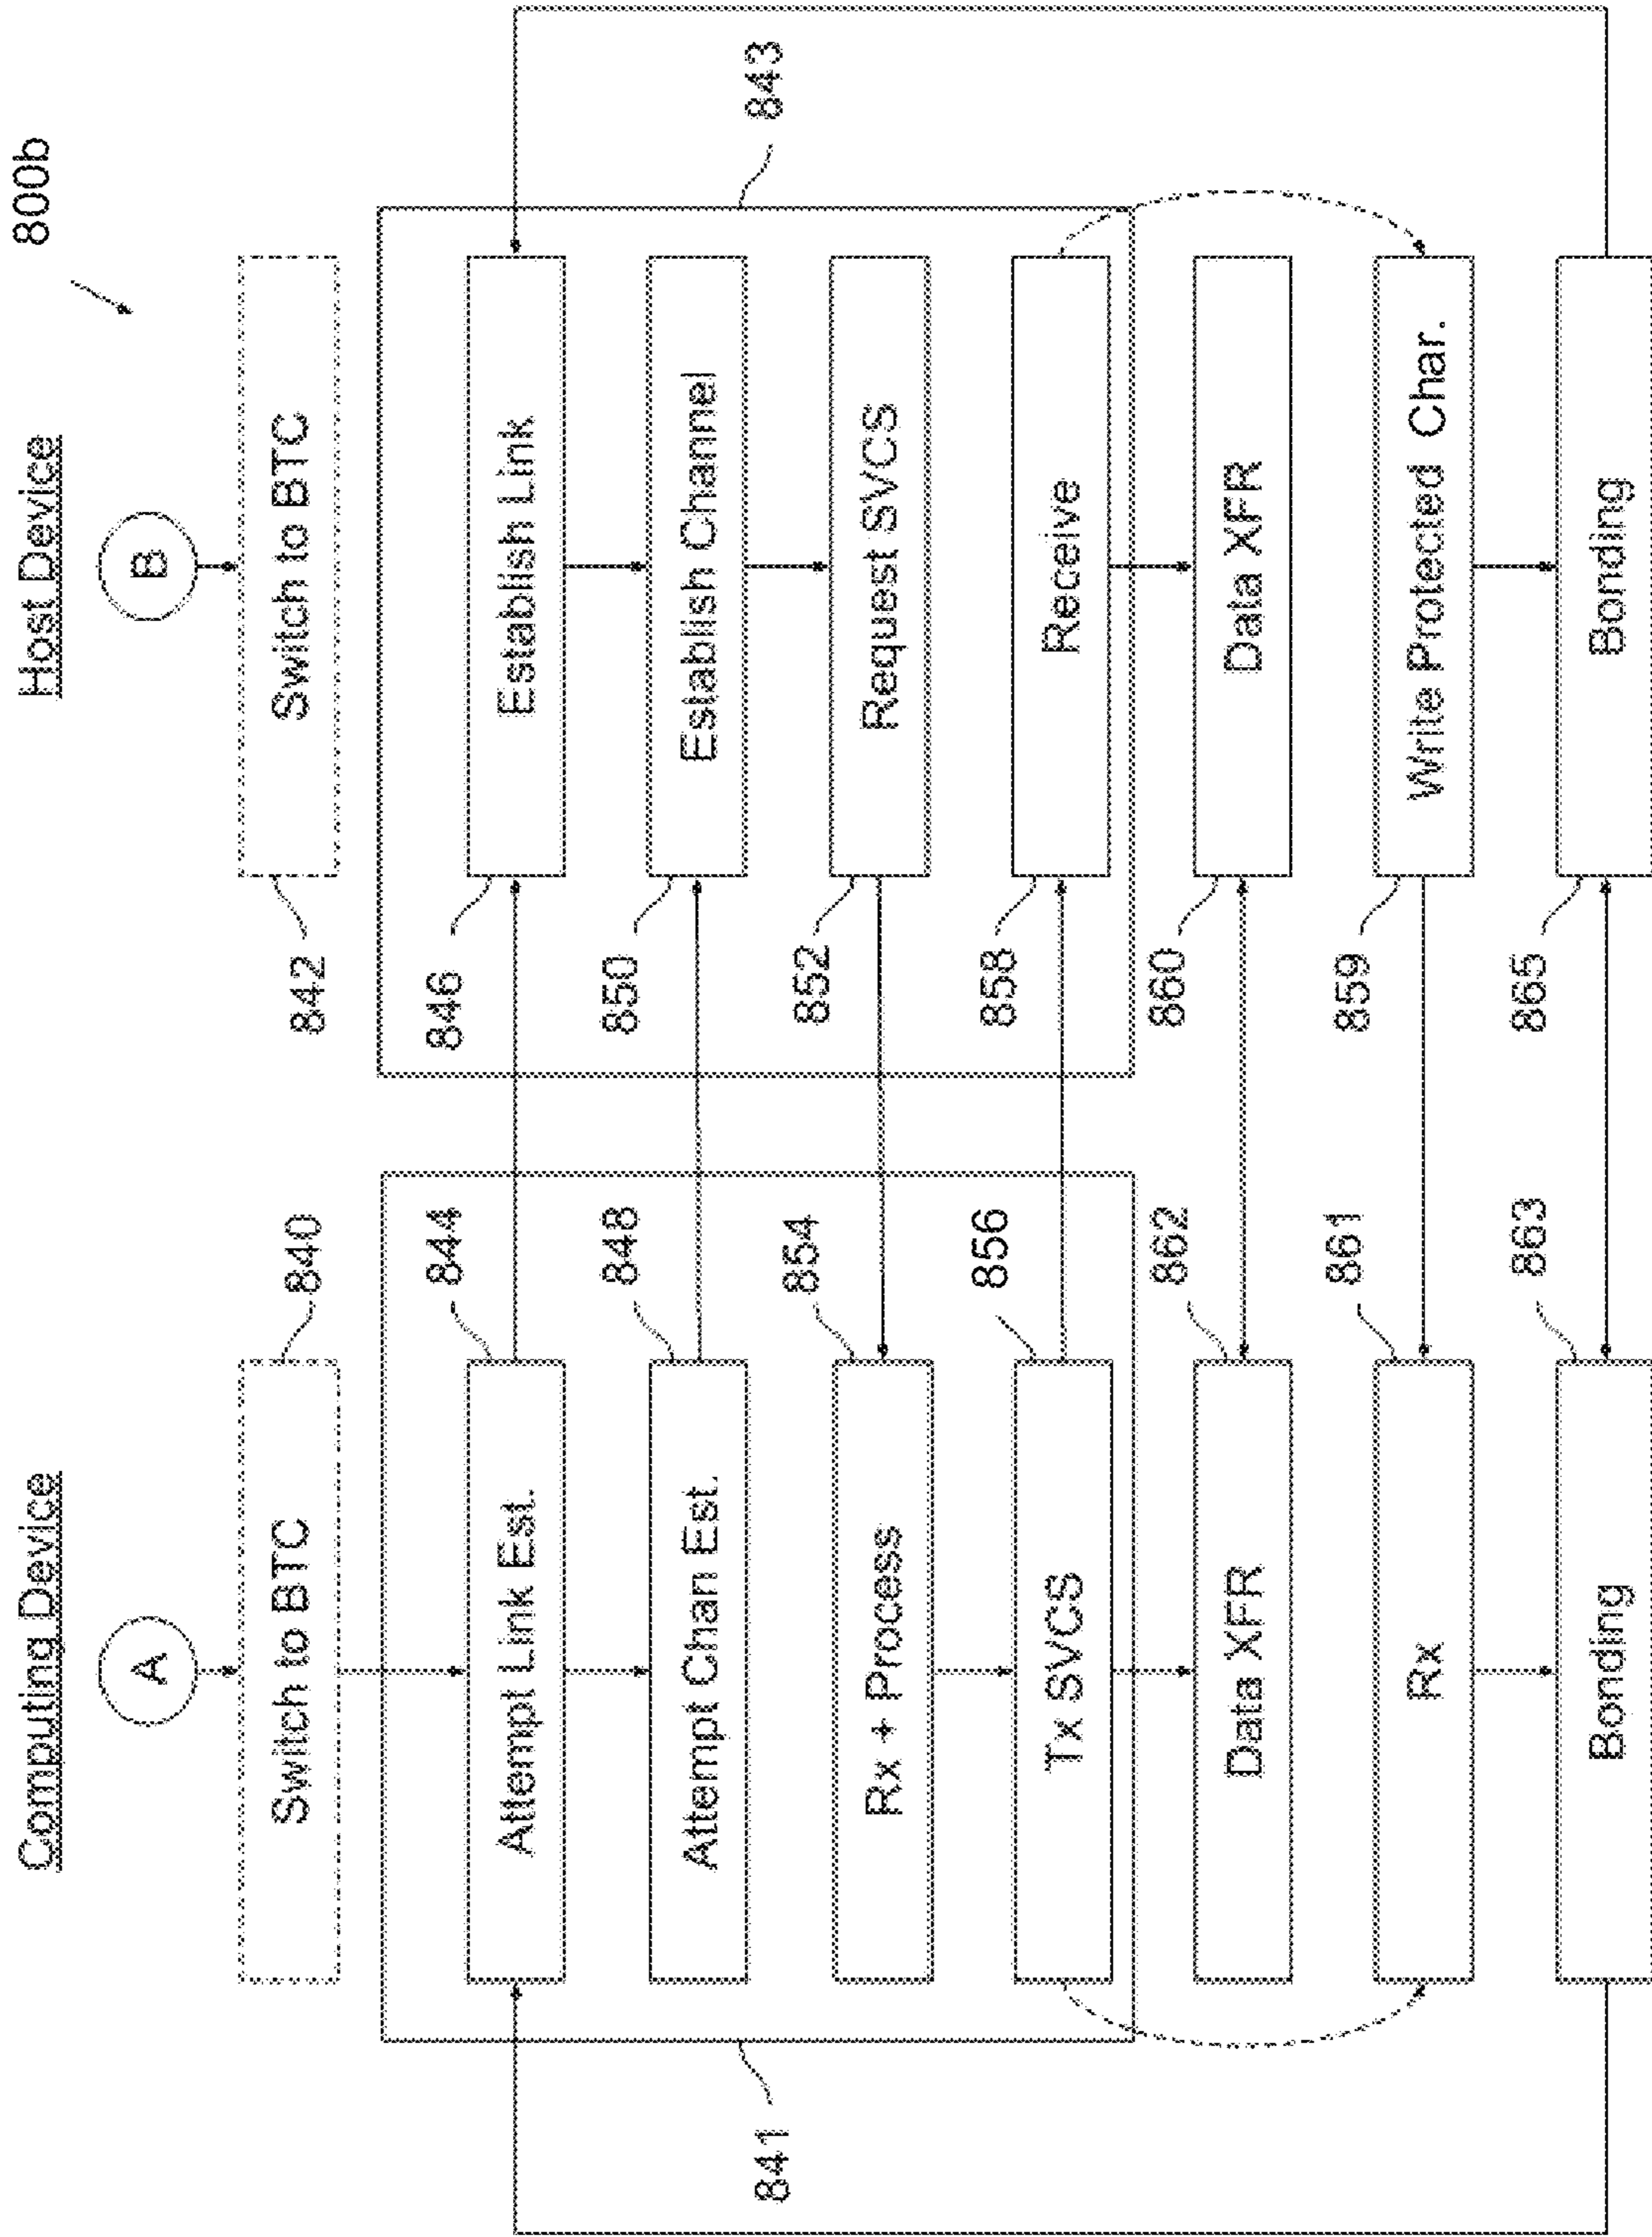 800b
Computing Device
Host Device
A
B
Switch to BTC
840
Switch to BTC
842
841
843
Attempt Link Est.
844
Establish Link
846
Attempt Chan Est.
848
Establish Channel
850
Rx + Process
854
Request SVCS
852
Tx SVCS
856
Receive
858
Data XFR
862
Data XFR
860
Rx
861
Write Protected Char.
859
Bonding
863
Bonding
865